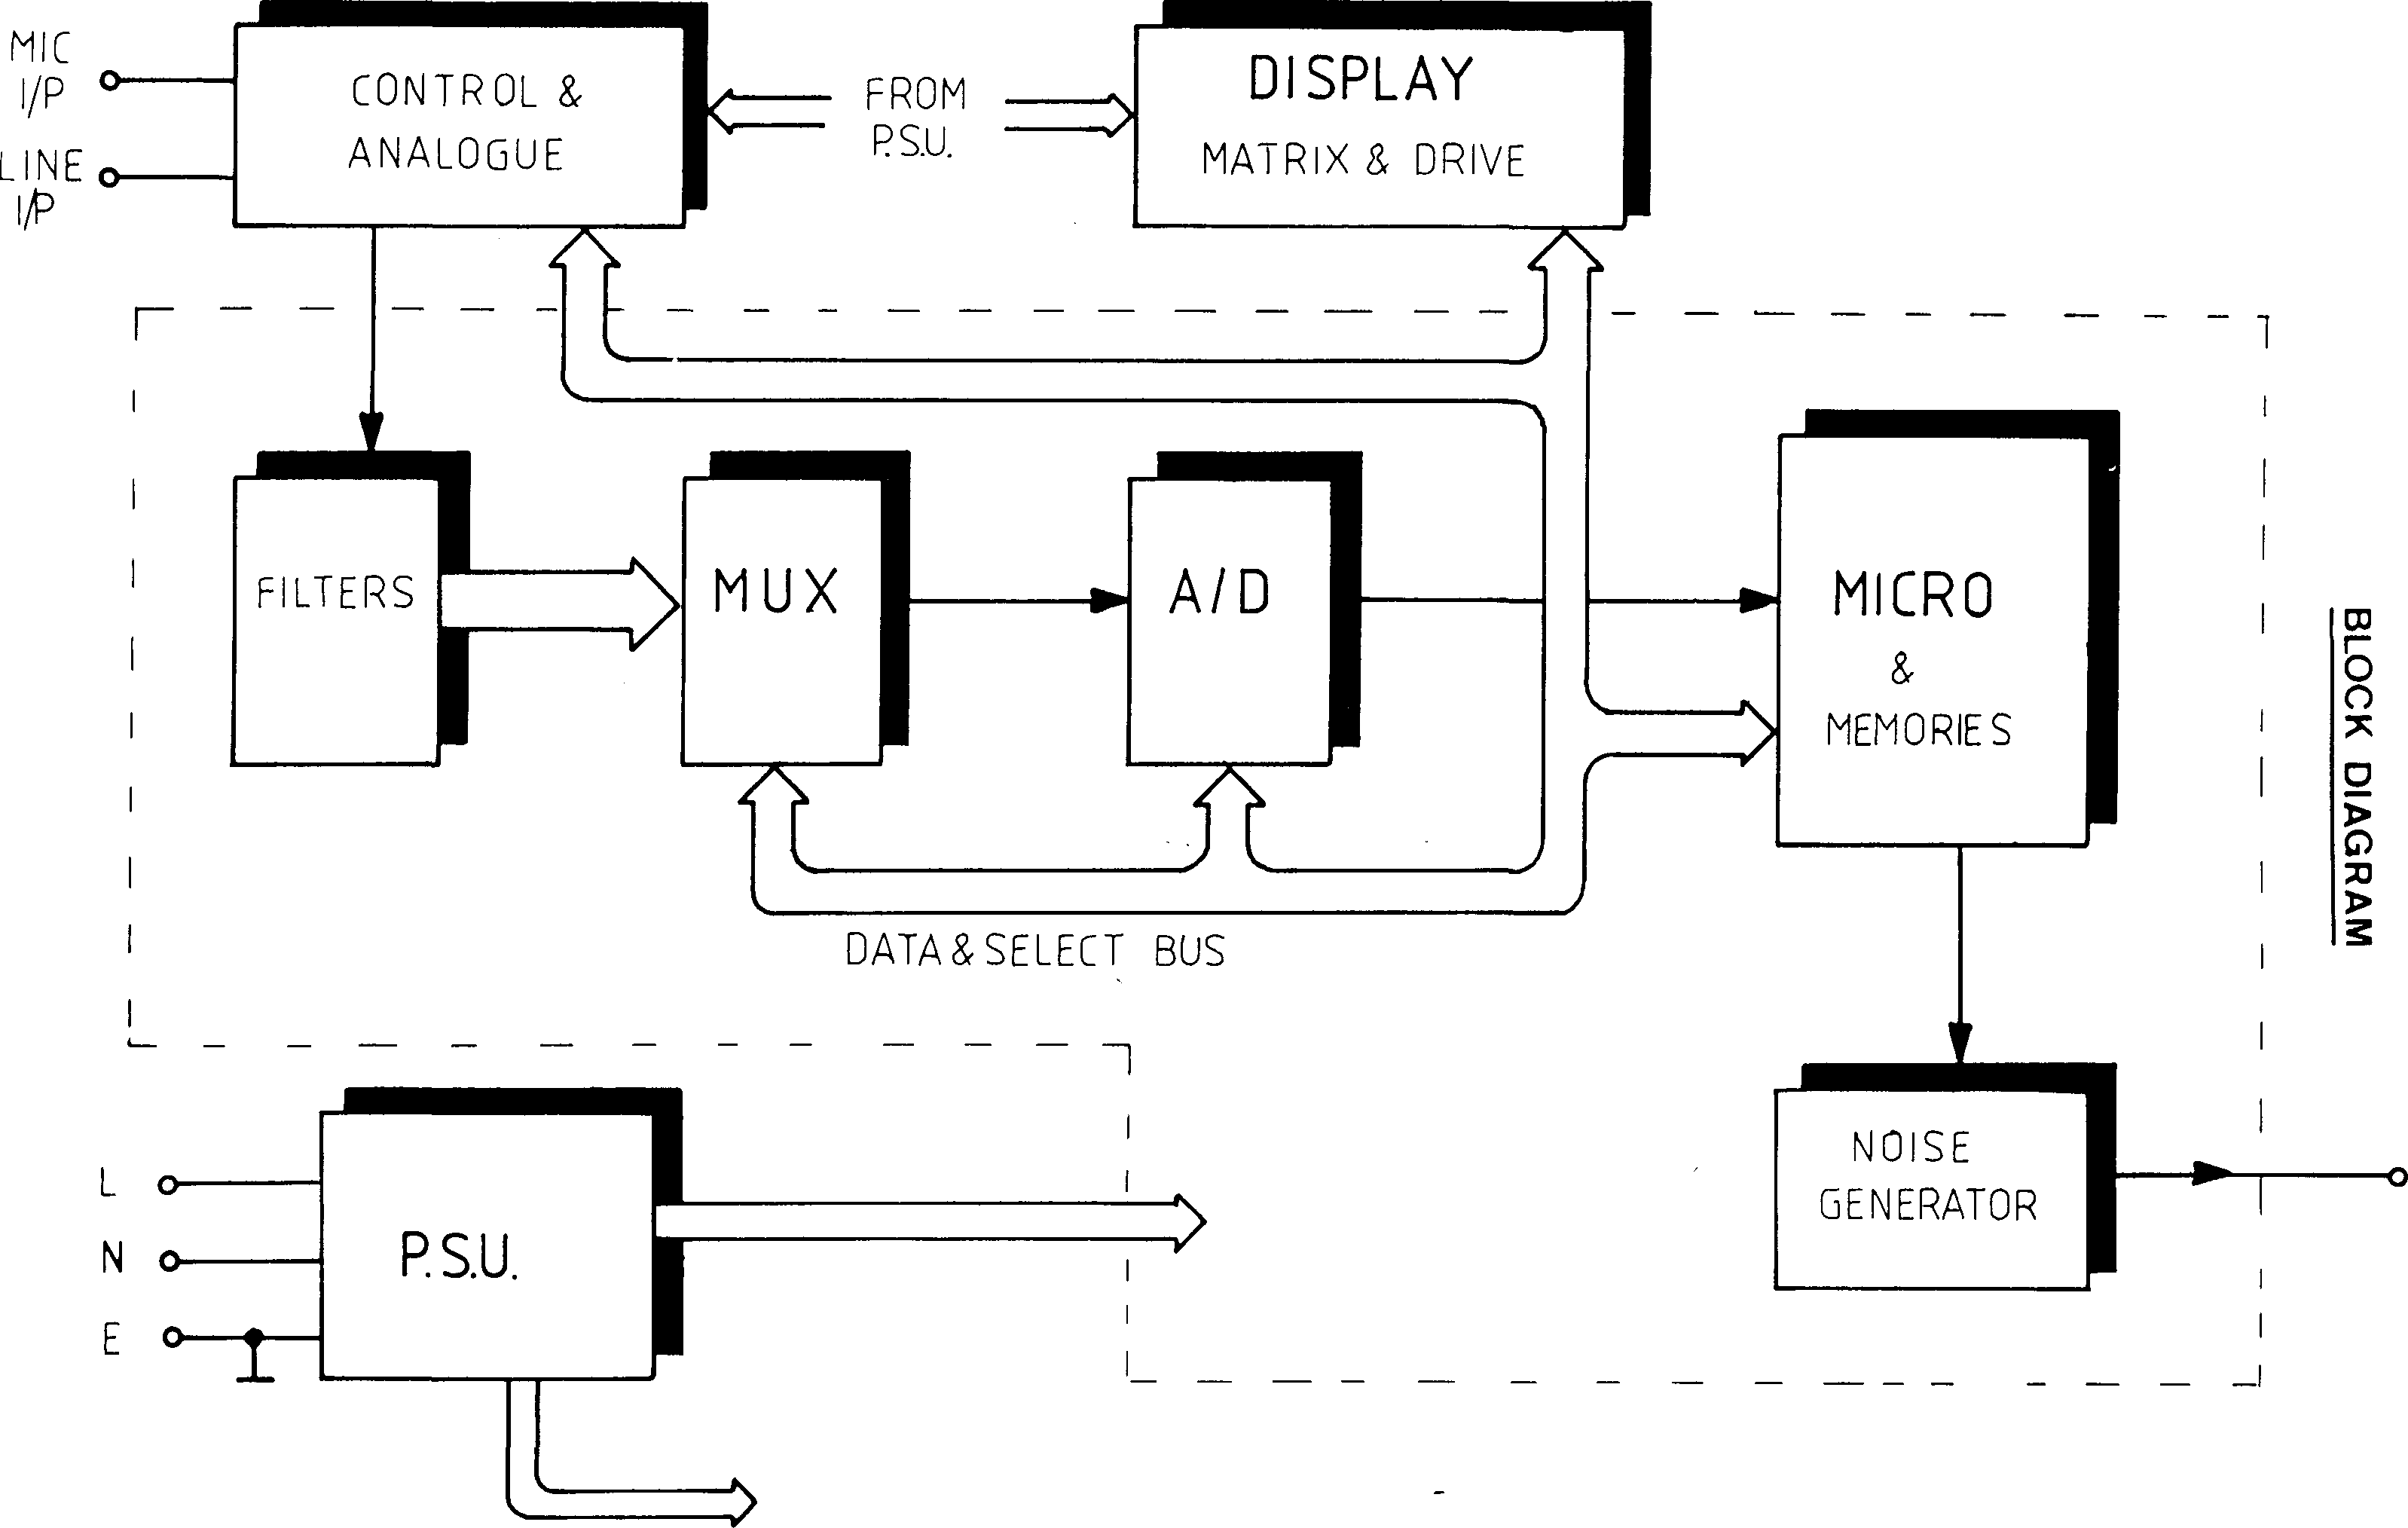 MIC
I/P
LINE
I/P
CONTROL &
ANALOGUE
FROM
P.S.U.
DISPLAY
MATRIX & DRIVE
FILTERS
MUX
A/D
MICRO
&
MEMORIES
DATA & SELECT BUS
BLOCK DIAGRAM
L
N
E
P.S.U.
NOISE
GENERATOR